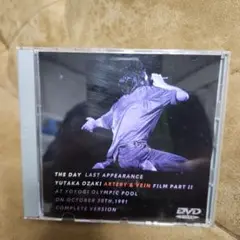 THE DAY LAST APPEARANCE
YUTAKA OZAKI ARTERY & VEIN FILM PART II
AT YOYOGI OLYMPIC POOL
ON OCTOBER 30TH, 1991
COMPLETE VERSION
DVD